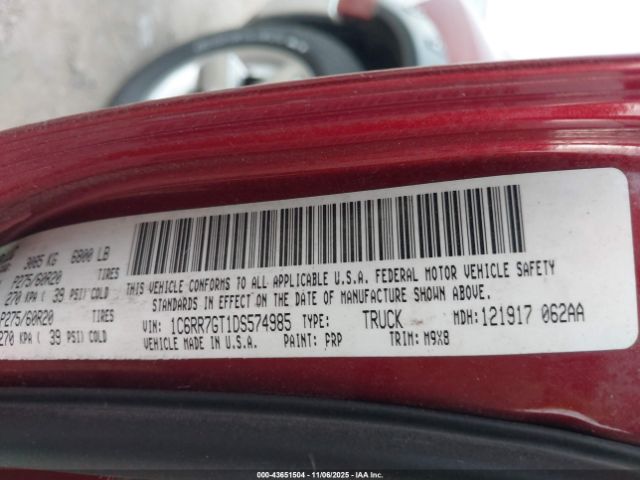 3085 KG 6800 LB
P275/60R20 TIRES
270 KPA ( 39 PSI) COLD
P275/60R20 TIRES
270 KPA ( 39 PSI) COLD
THIS VEHICLE CONFORMS TO ALL APPLICABLE U.S.A. FEDERAL MOTOR VEHICLE SAFETY
STANDARDS IN EFFECT ON THE DATE OF MANUFACTURE SHOWN ABOVE.
VIN: 1C6RR7GT1DS574985 TYPE: TRUCK MDH: 121917 062AA
VEHICLE MADE IN U.S.A. PAINT: PRP TRIM: M9X8
000-43651504 - 11/06/2025 - IAA Inc.